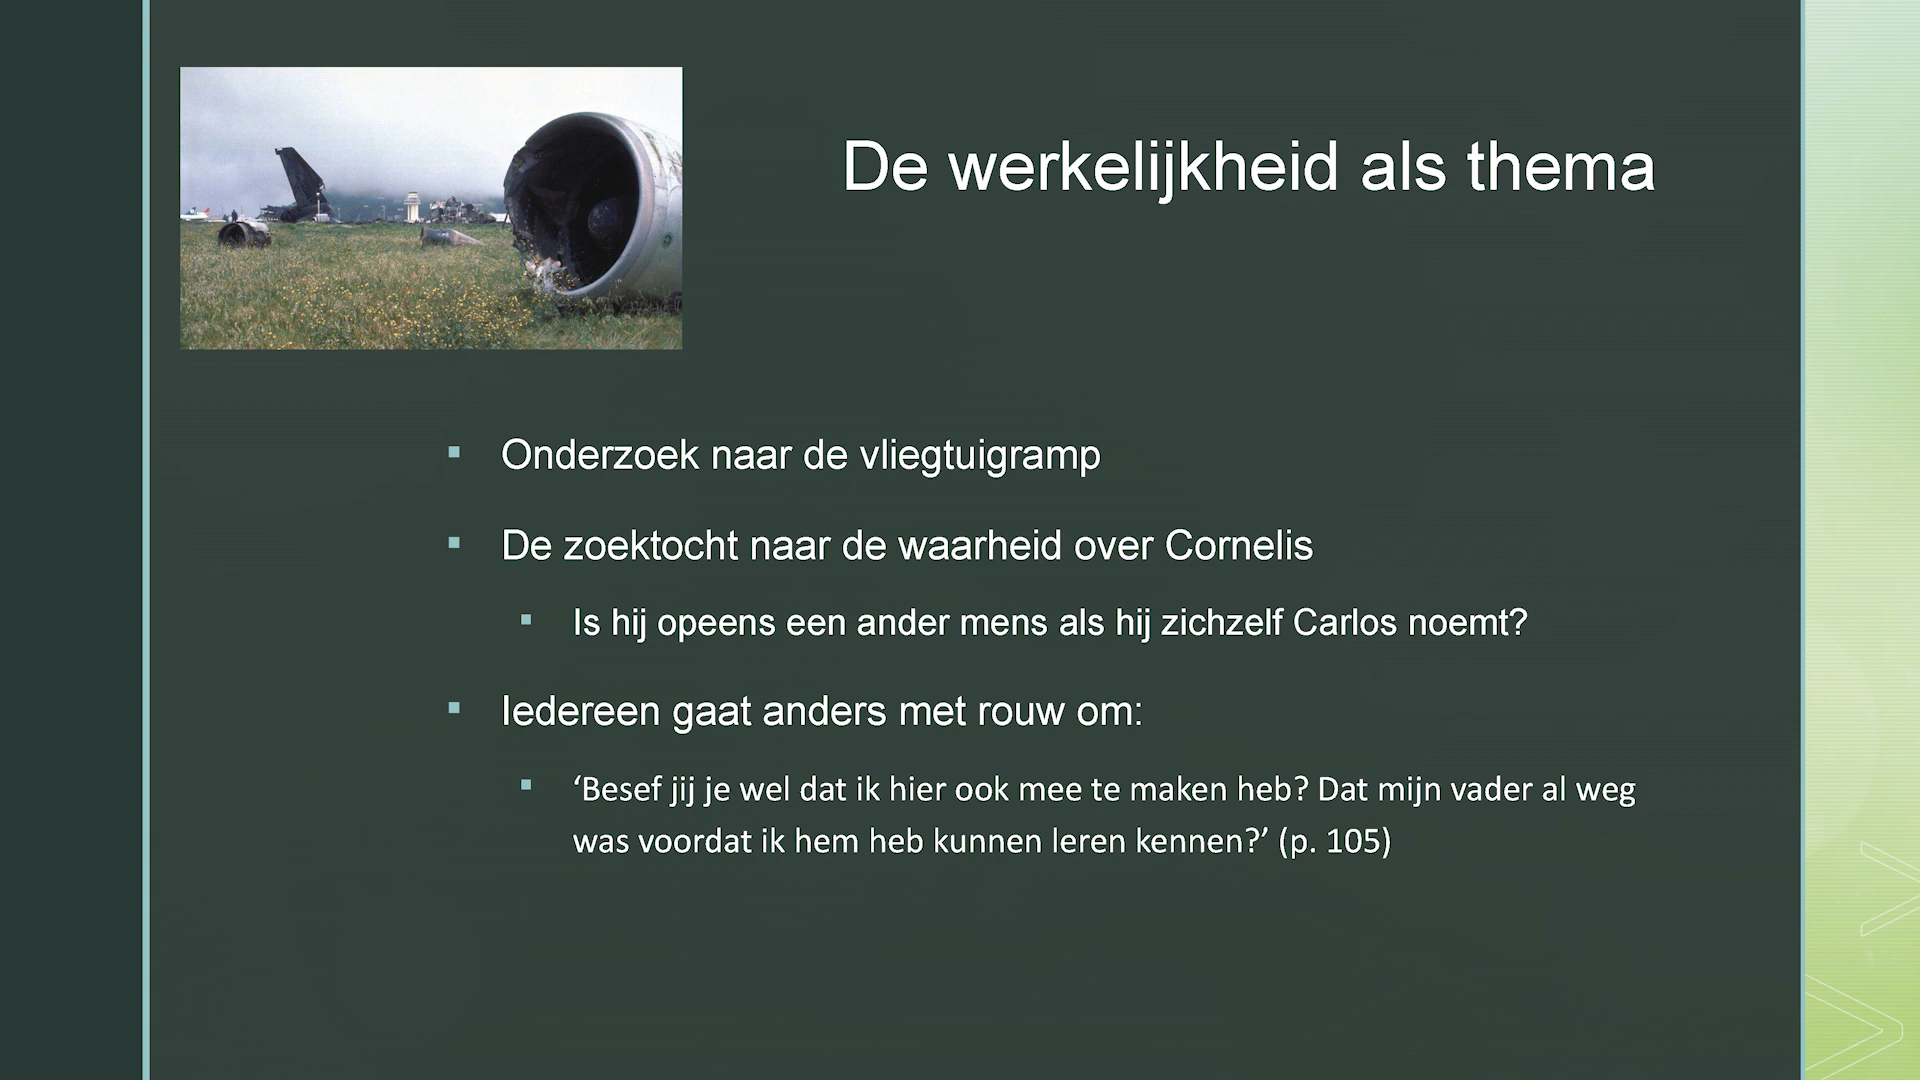 De werkelijkheid als thema
Onderzoek naar de vliegtuigramp
De zoektocht naar de waarheid over Cornelis
Is hij opeens een ander mens als hij zichzelf Carlos noemt?
Iedereen gaat anders met rouw om:
‘Besef jij je wel dat ik hier ook mee te maken heb? Dat mijn vader al weg
was voordat ik hem heb kunnen leren kennen?’ (p. 105)